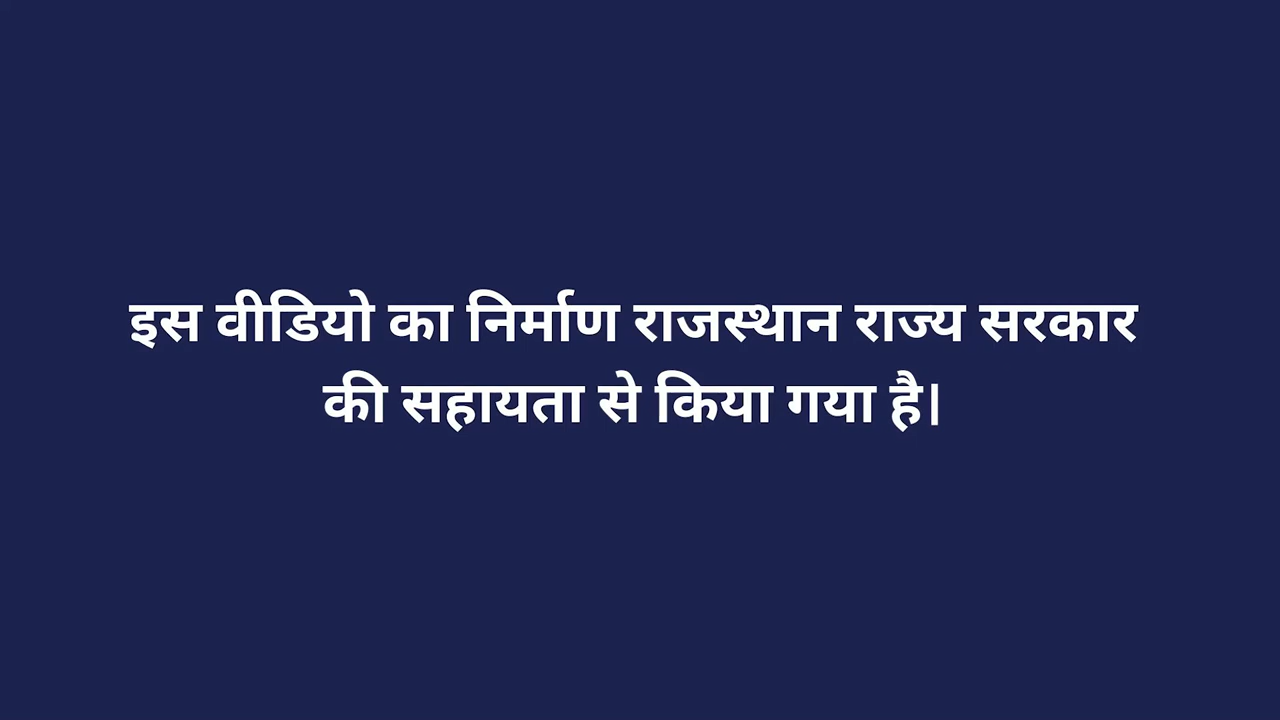 इस वीडियो का निर्माण राजस्थान राज्य सरकार
की सहायता से किया गया है।